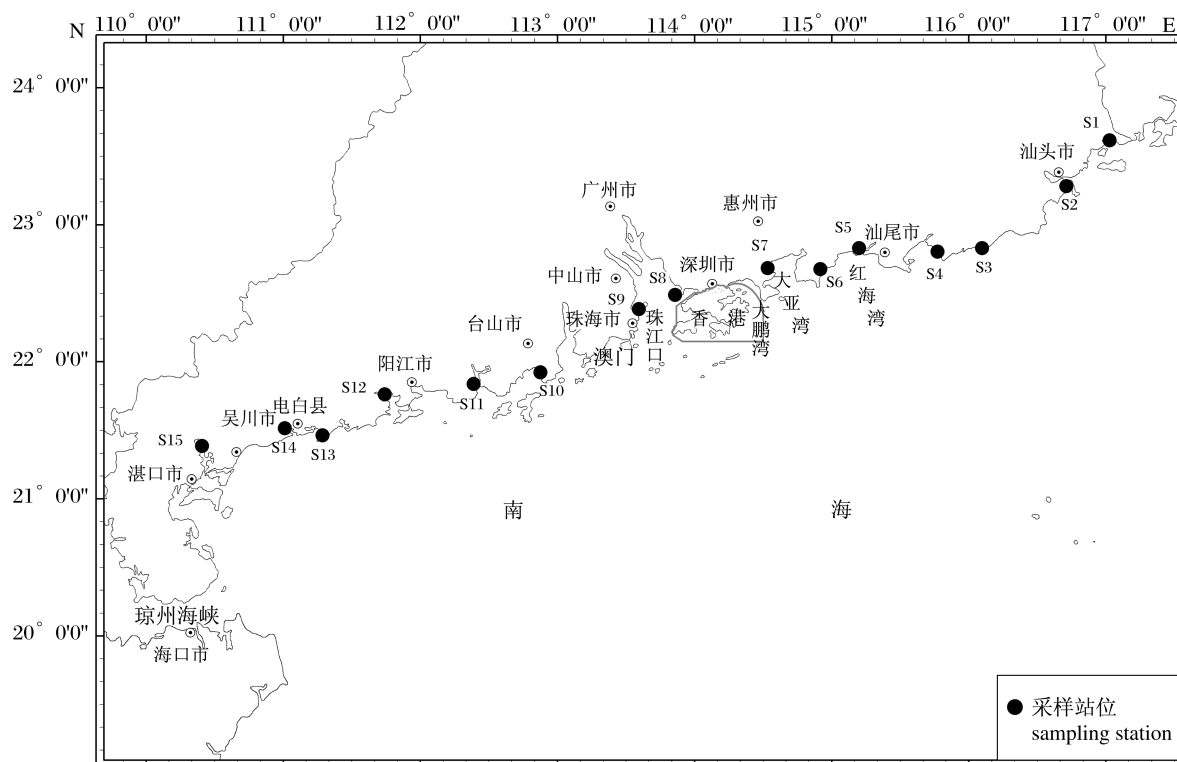 110° 0'0"
111° 0'0"
112° 0'0"
113° 0'0"
114° 0'0"
115° 0'0"
116° 0'0"
117° 0'0"
N
E
24° 0'0"
S1
汕头市
广州市
S2
惠州市
23° 0'0"
S5
汕尾市
S7
S4
S3
中山市
S8
深圳市
S6
红海湾
大亚湾
S9
珠海市
珠江口
香港
大鹏湾
台山市
澳门
22° 0'0"
阳江市
S12
S11
S10
吴川市
电白县
S15
S14
S13
湛口市
21° 0'0"
南海
琼州海峡
20° 0'0"
海口市
采样站位
sampling station